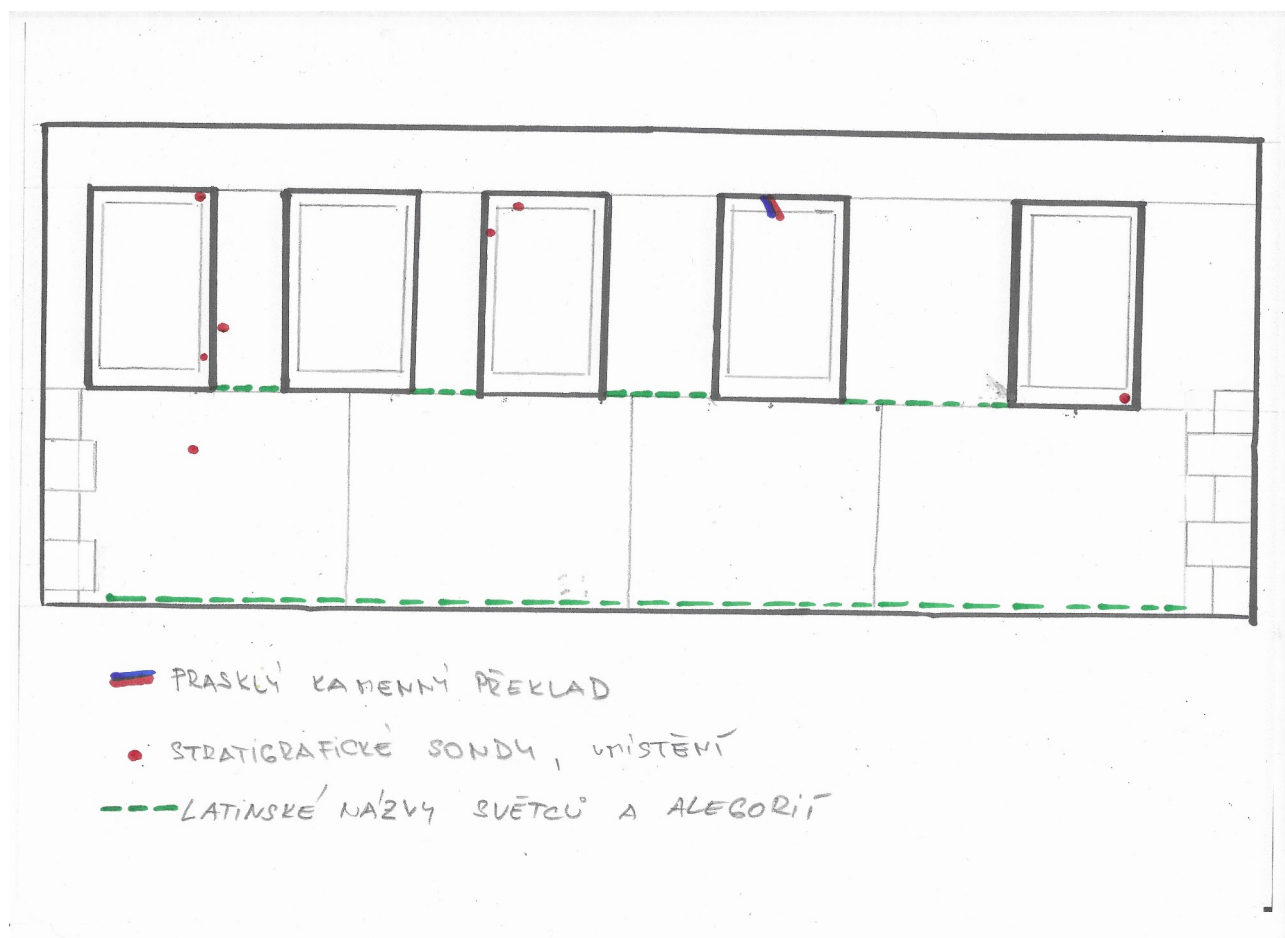 PRASKLÝ KAMENNÝ PŘEKLAD
STRATIGRAFICKÉ SONDY, UMÍSTĚNÍ
LATINSKÉ NÁZVY SVĚTCŮ A ALEGORIÍ